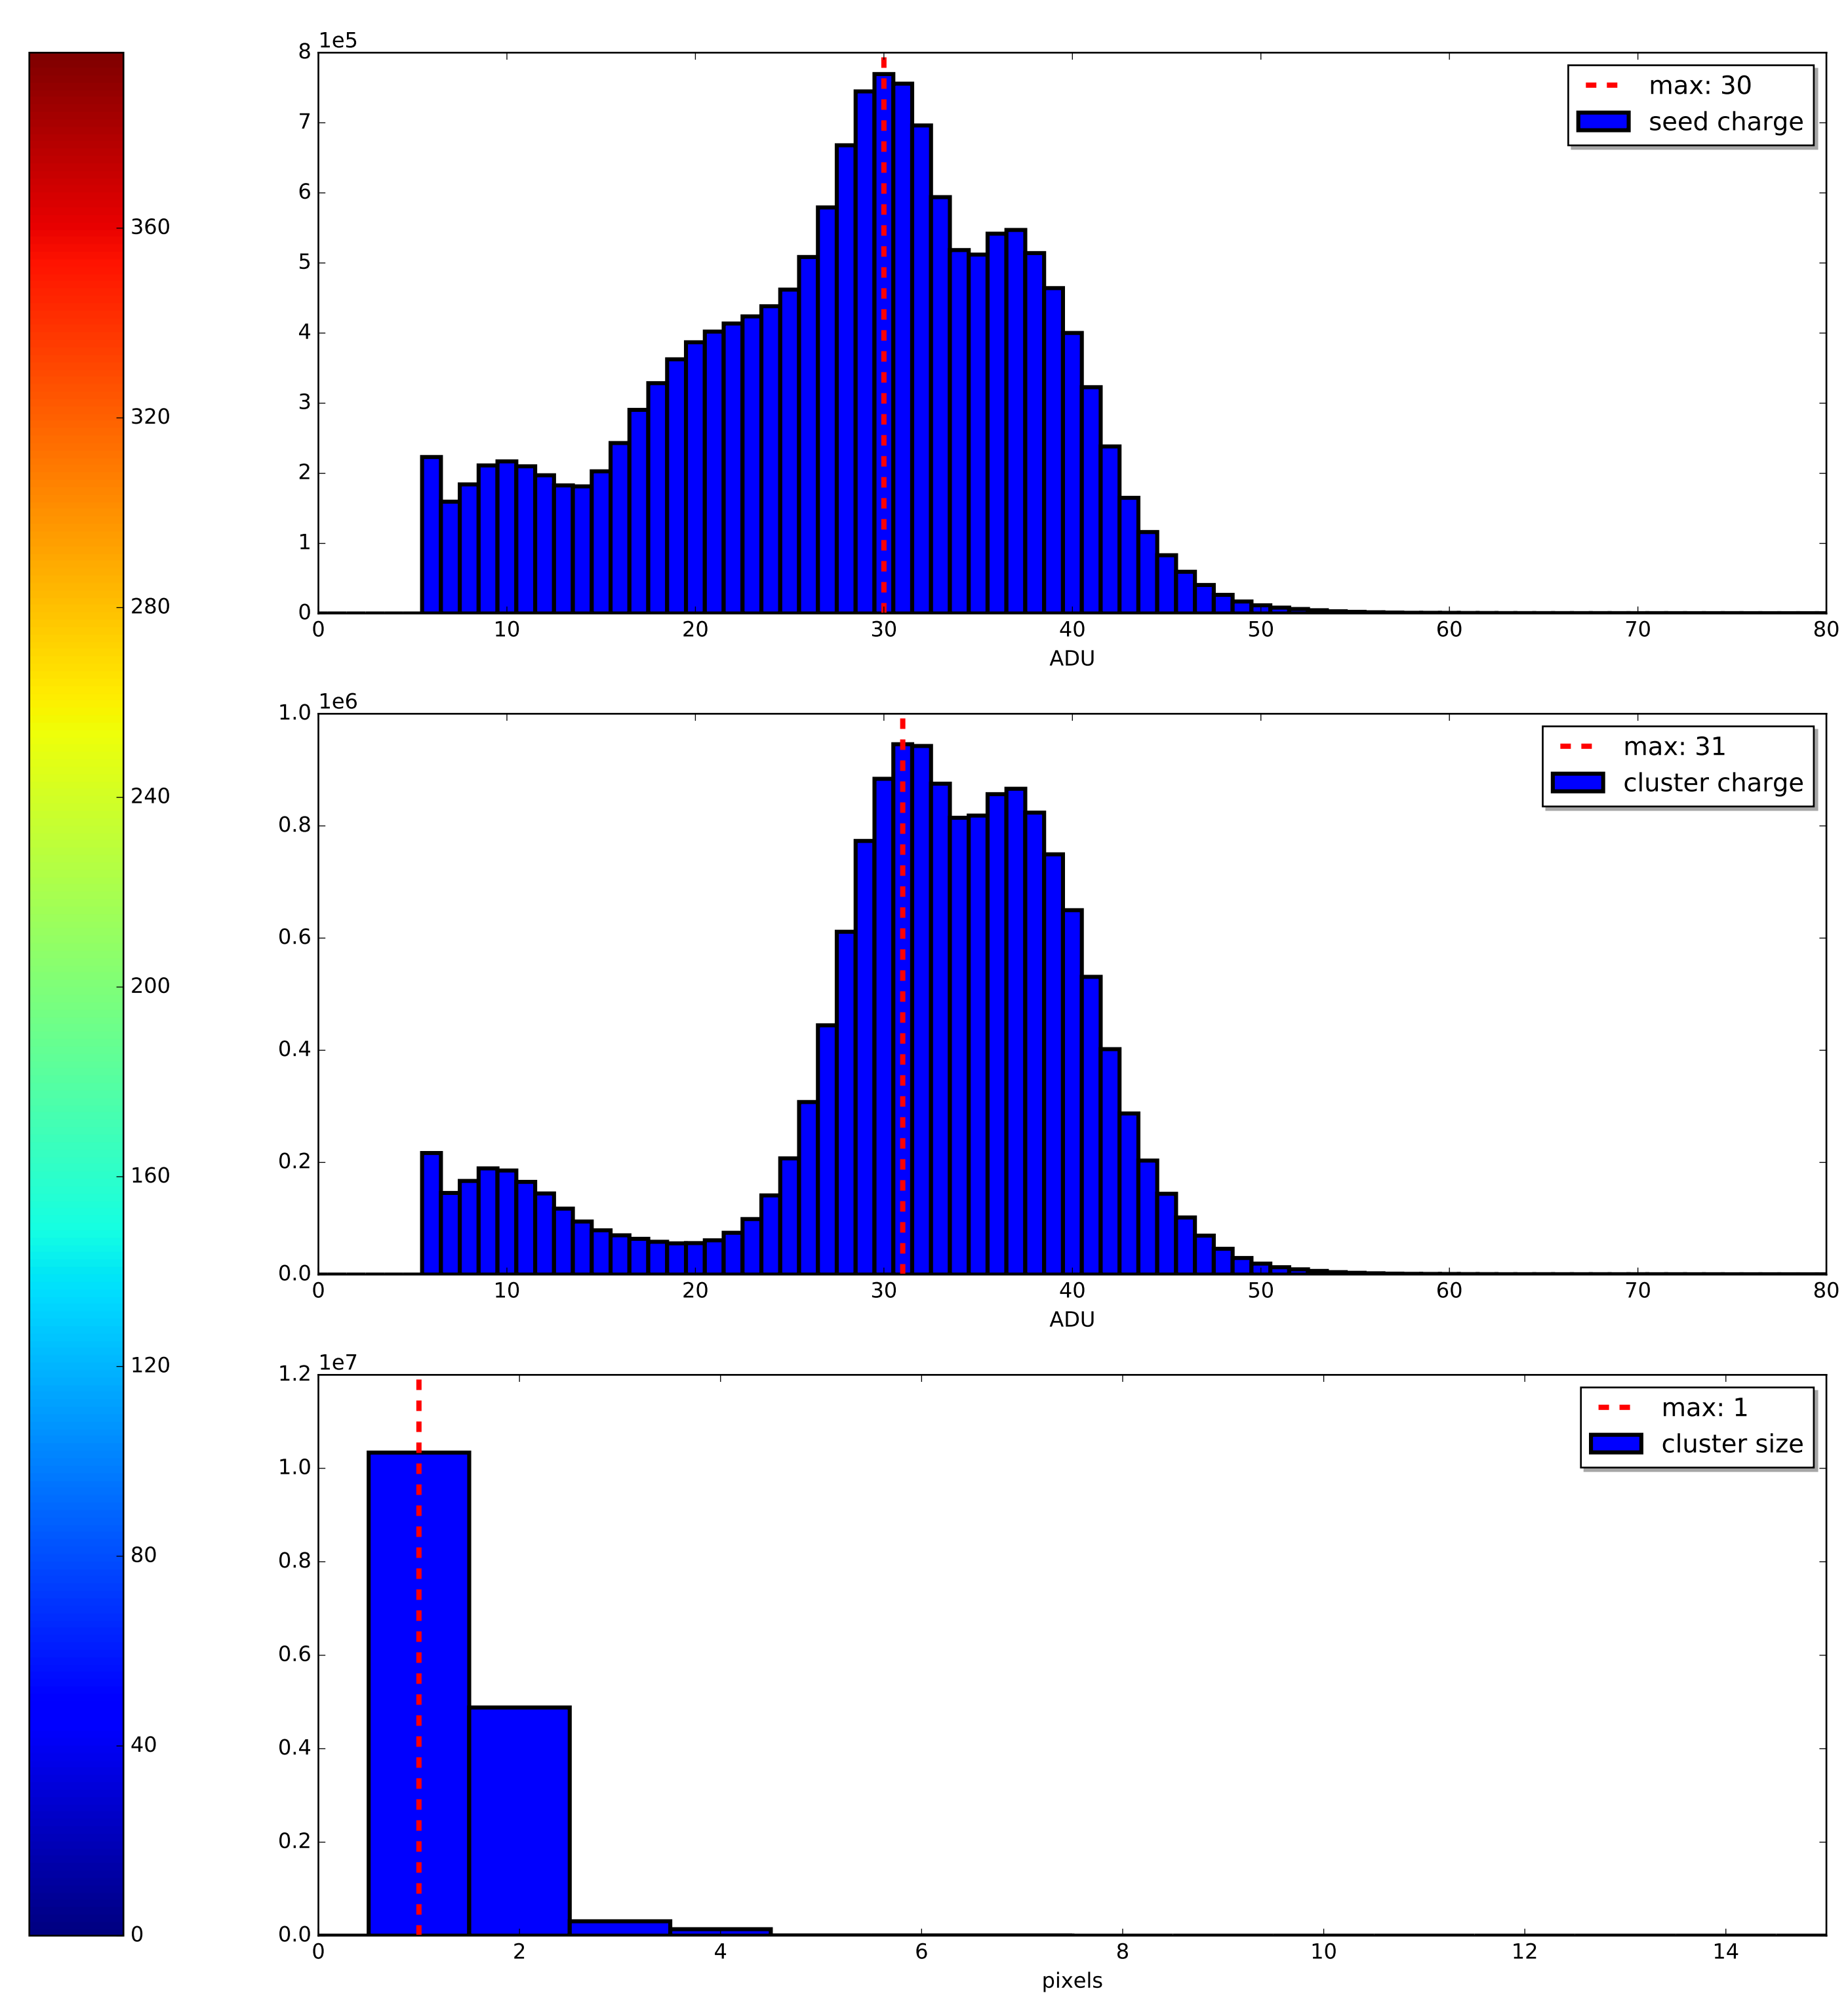 360
320
280
240
200
160
120
80
40
0
1e5
8
7
6
5
4
3
2
1
0
max: 30
seed charge
0 10 20 30 40 50 60 70 80
ADU
1e6
1.0
0.8
0.6
0.4
0.2
0.0
max: 31
cluster charge
0 10 20 30 40 50 60 70 80
ADU
1e7
1.2
1.0
0.8
0.6
0.4
0.2
0.0
max: 1
cluster size
0 2 4 6 8 10 12 14
pixels